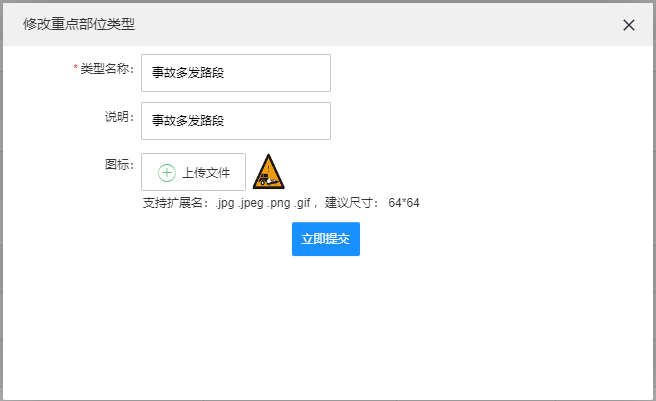 修改重点部位类型
*类型名称： 事故多发路段
说明： 事故多发路段
图标： 上传文件
支持扩展名：.jpg .jpeg .png .gif ，建议尺寸： 64*64
立即提交